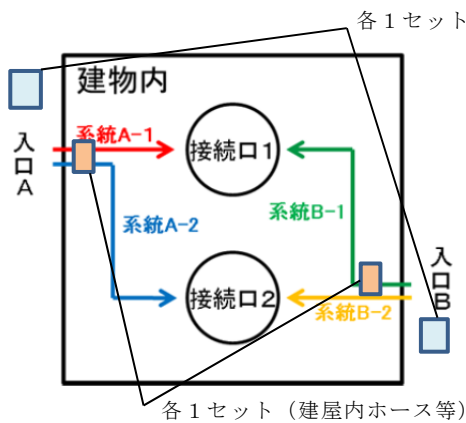 各１セット
建物内
系統A-1
接続口1
入口A
系統A-2
系統B-1
入口B
接続口2
系統B-2
各１セット（建屋内ホース等）